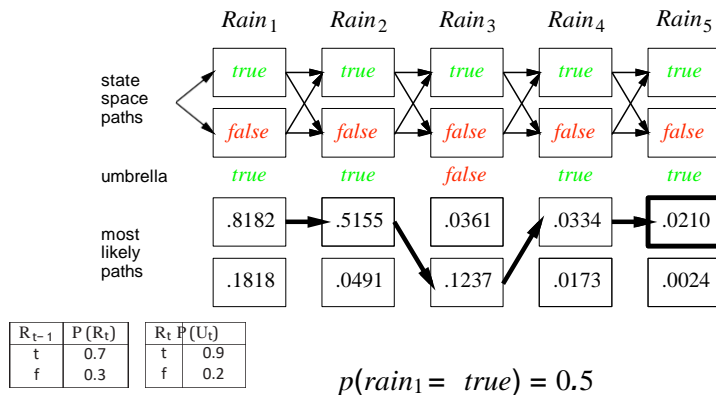 Rain1 Rain2 Rain3 Rain4 Rain5
true true true true true
state
space
paths
false false false false false
umbrella true true false true true
.8182 .5155 .0361 .0334 .0210
most
likely
paths
.1818 .0491 .1237 .0173 .0024
Rt−1 P(Rt)
t 0.7
f 0.3
Rt P(Ut)
t 0.9
f 0.2
p(rain1 = true) = 0.5